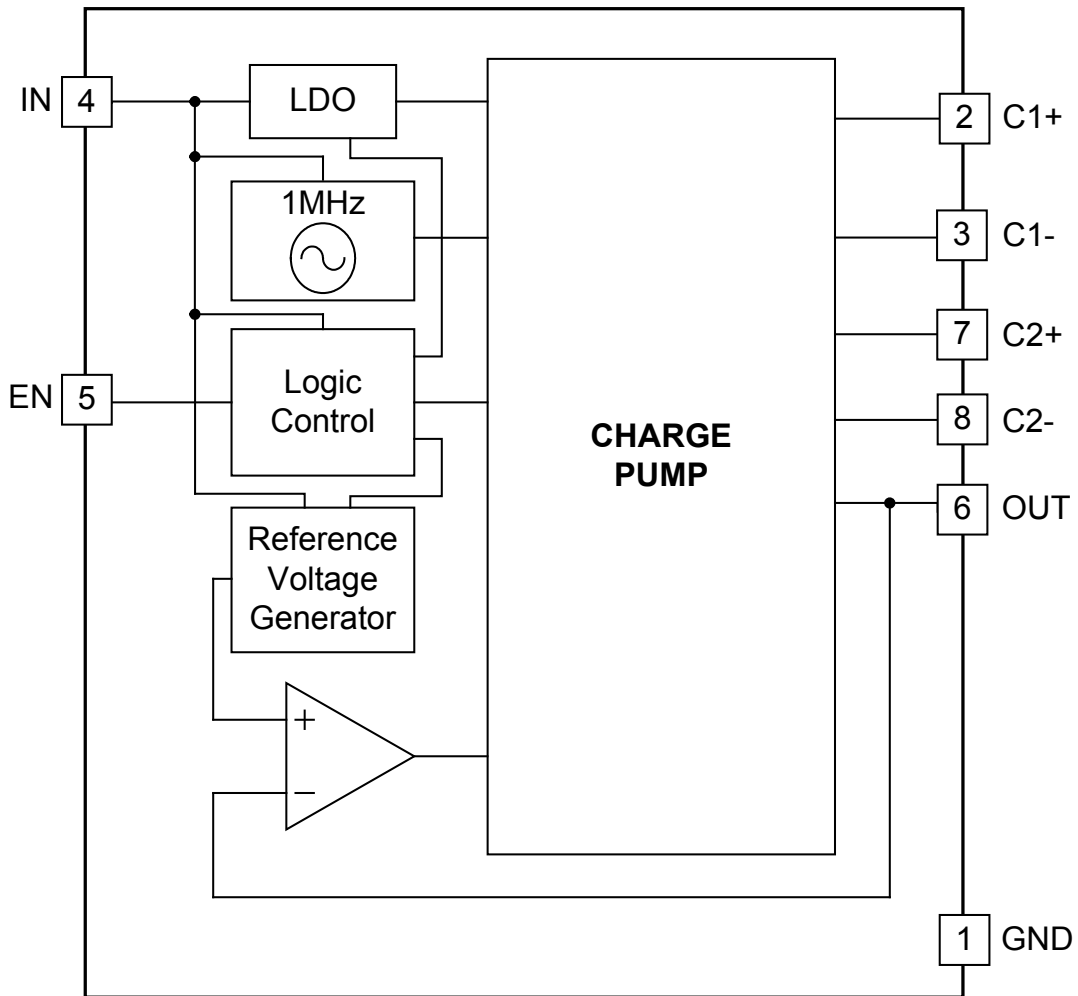 IN 4
LDO
2 C1+
1MHz
3 C1-
7 C2+
EN 5
Logic
Control
8 C2-
CHARGE
PUMP
6 OUT
Reference
Voltage
Generator
+
−
1 GND